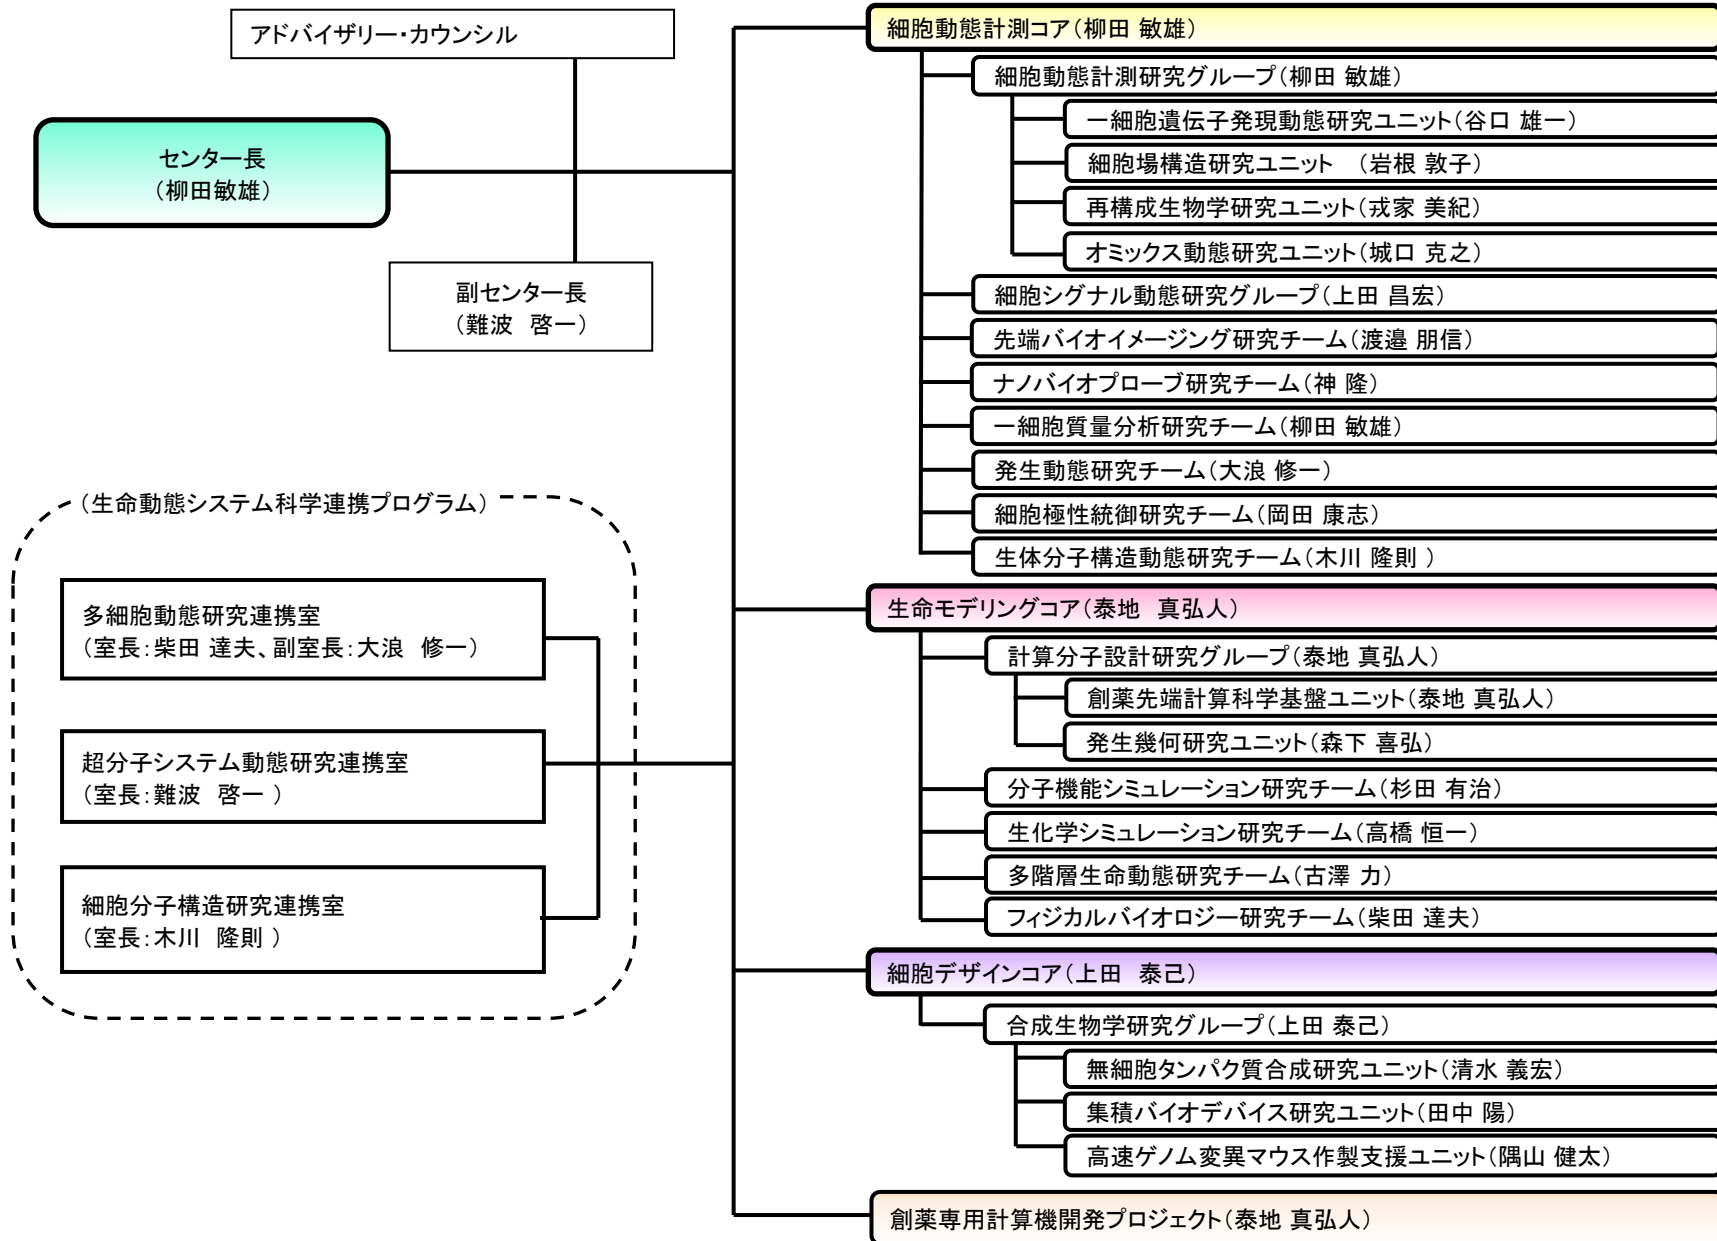 アドバイザリー・カウンシル
センター長
（柳田敏雄）
副センター長
（難波　啓一）
（生命動態システム科学連携プログラム）
多細胞動態研究連携室
（室長：柴田 達夫、副室長：大浪　修一）
超分子システム動態研究連携室
（室長：難波　啓一 ）
細胞分子構造研究連携室
（室長：木川　隆則 ）
細胞動態計測コア（柳田 敏雄）
細胞動態計測研究グループ（柳田 敏雄）
一細胞遺伝子発現動態研究ユニット（谷口 雄一）
細胞場構造研究ユニット　（岩根 敦子）
再構成生物学研究ユニット（戎家 美紀）
オミックス動態研究ユニット（城口 克之）
細胞シグナル動態研究グループ（上田 昌宏）
先端バイオイメージング研究チーム（渡邉 朋信）
ナノバイオプローブ研究チーム（神 隆）
一細胞質量分析研究チーム（柳田 敏雄）
発生動態研究チーム（大浪 修一）
細胞極性統御研究チーム（岡田 康志）
生体分子構造動態研究チーム（木川 隆則 ）
生命モデリングコア（泰地　真弘人）
計算分子設計研究グループ（泰地 真弘人）
創薬先端計算科学基盤ユニット（泰地 真弘人）
発生幾何研究ユニット（森下 喜弘）
分子機能シミュレーション研究チーム（杉田 有治）
生化学シミュレーション研究チーム（高橋 恒一）
多階層生命動態研究チーム（古澤 力）
フィジカルバイオロジー研究チーム（柴田 達夫）
細胞デザインコア（上田　泰己）
合成生物学研究グループ（上田 泰己）
無細胞タンパク質合成研究ユニット（清水 義宏）
集積バイオデバイス研究ユニット（田中 陽）
高速ゲノム変異マウス作製支援ユニット（隅山 健太）
創薬専用計算機開発プロジェクト（泰地 真弘人）